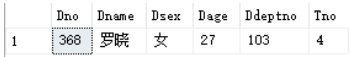 Dno Dname Dsex Dage Ddeptno Tno
1 368 罗晓 女 27 103 4